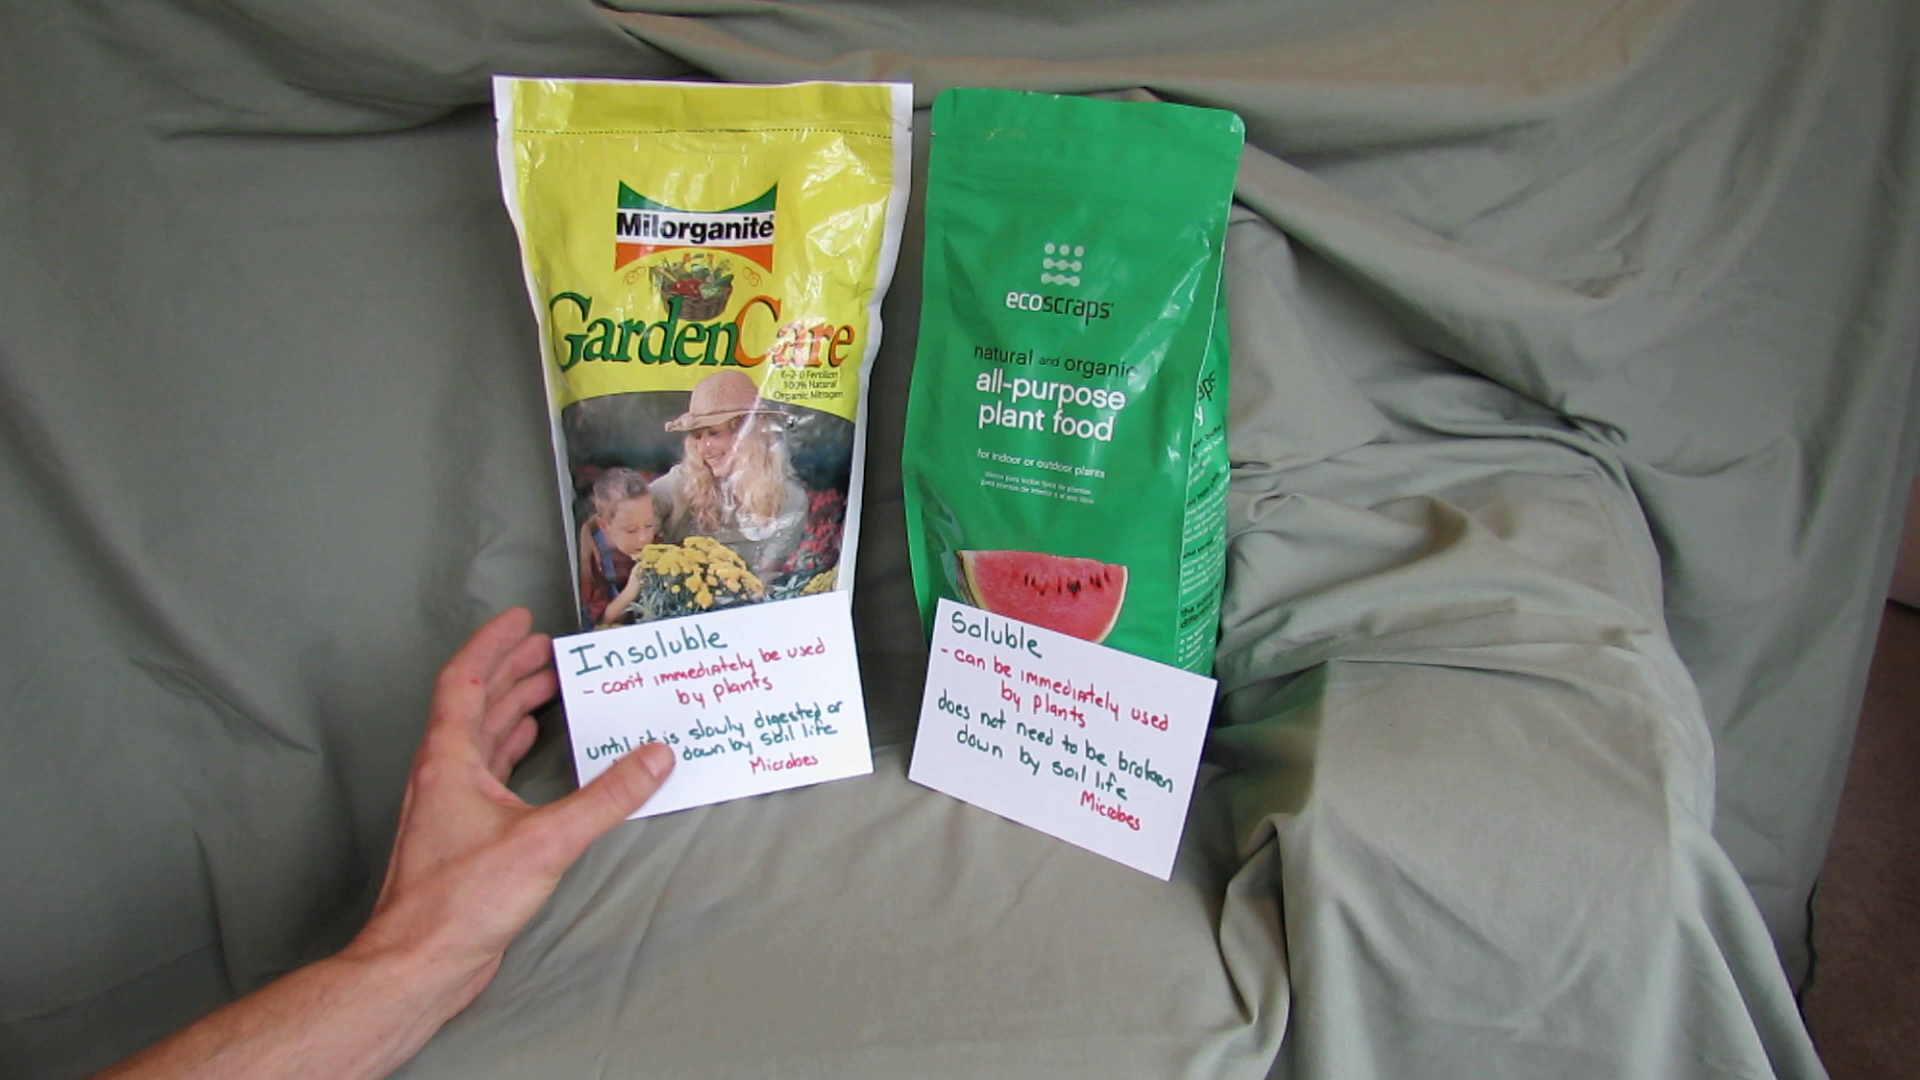 Milorganite
GardenCare
6-2-0 Fertilizer
100% Natural
Organic Nitrogen
ecoscraps
natural and organic
all-purpose
plant food
for indoor or outdoor plants
Insoluble
- can't immediately be used
by plants
until it is slowly digested or
down by soil life
Microbes
Soluble
- can be immediately used
by plants
does not need to be broken
down by soil life
Microbes